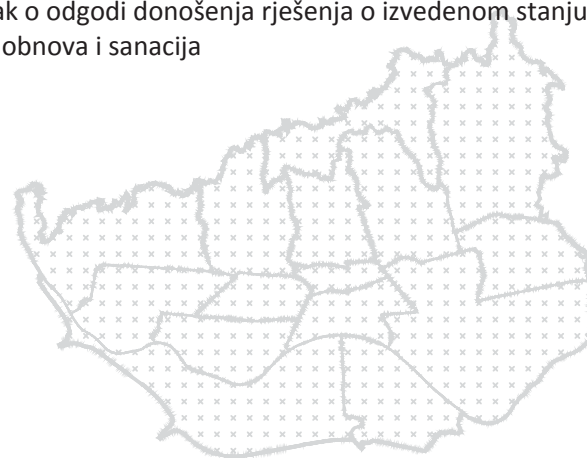 ak o odgodi donošenja rješenja o izvedenom stanju
obnova i sanacija